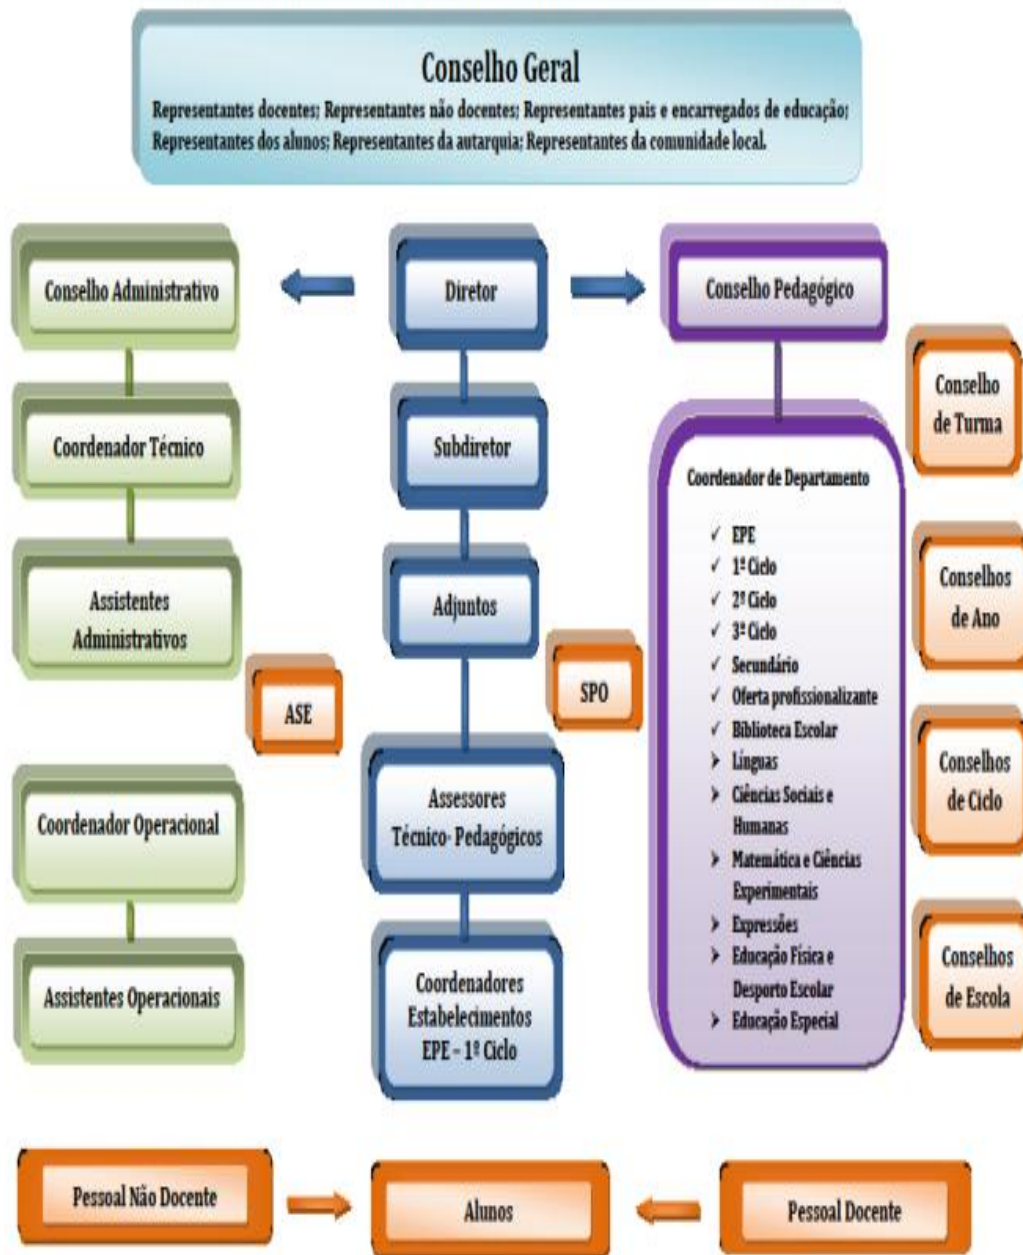 Conselho Geral
Representantes docentes; Representantes não docentes; Representantes pais e encarregados de educação;
Representantes dos alunos; Representantes da autarquia; Representantes da comunidade local.
Conselho Administrativo
Diretor
Conselho Pedagógico
Coordenador Técnico
Subdiretor
Assistentes
Administrativos
Adjuntos
ASE
SPO
Coordenador Operacional
Assessores
Técnico- Pedagógicos
Assistentes Operacionais
Coordenadores
Estabelecimentos
EPE – 1º Ciclo
Coordenador de Departamento
✓ EPE
✓ 1º Ciclo
✓ 2º Ciclo
✓ 3º Ciclo
✓ Secundário
✓ Oferta profissionalizante
✓ Biblioteca Escolar
➤ Línguas
➤ Ciências Sociais e
Humanas
➤ Matemática e Ciências
Experimentais
➤ Expressões
➤ Educação Física e
Desporto Escolar
➤ Educação Especial
Conselho
de Turma
Conselhos
de Ano
Conselhos
de Ciclo
Conselhos
de Escola
Pessoal Não Docente
Alunos
Pessoal Docente